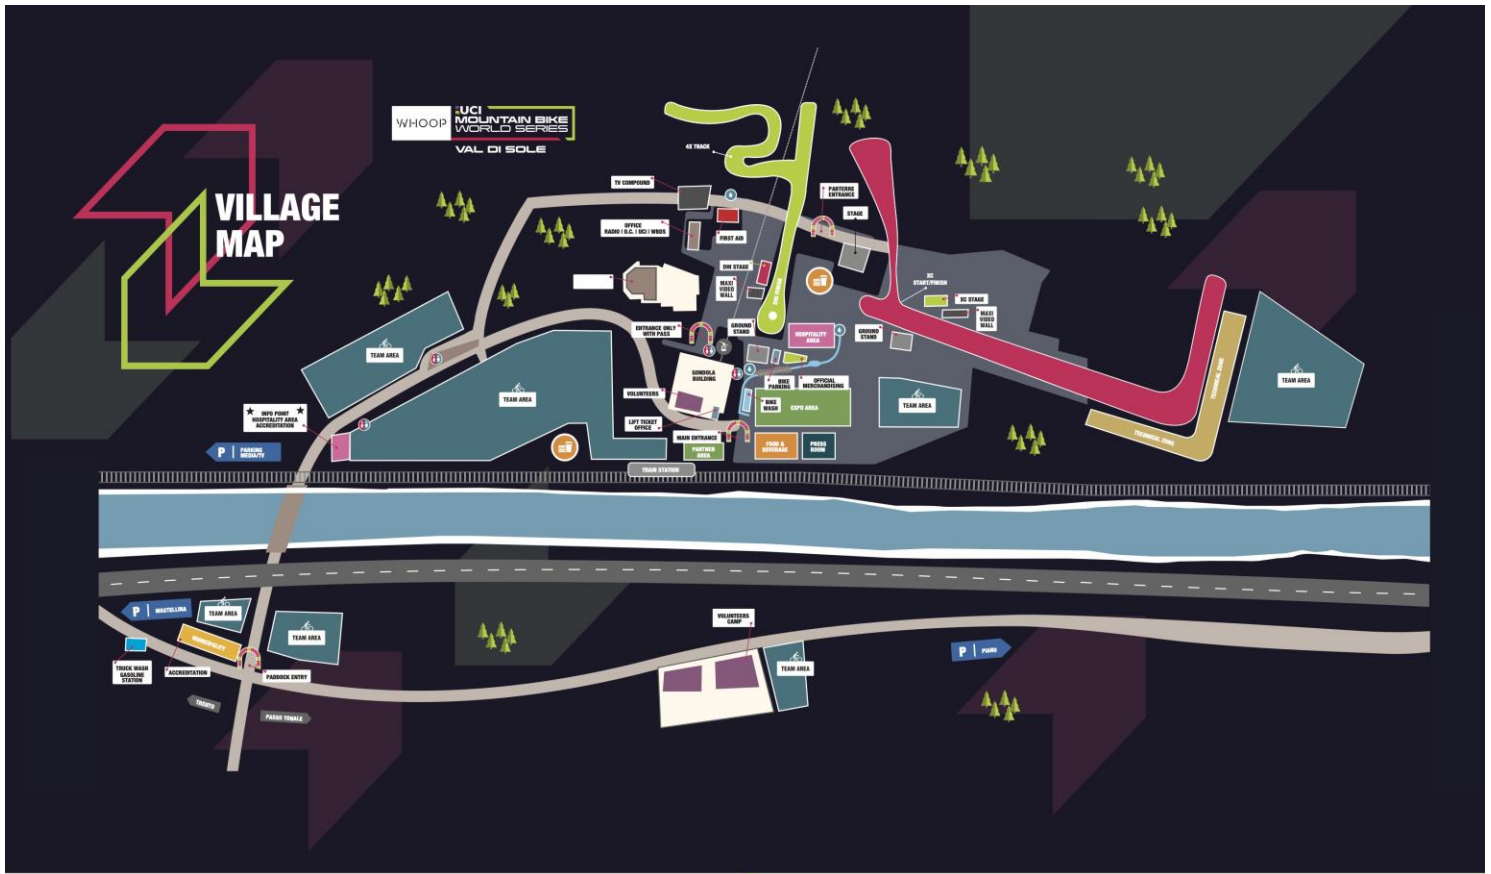 WHOOP
UCI
MOUNTAIN BIKE
WORLD SERIES
VAL DI SOLE
VILLAGE
MAP
4X TRACK
TV COMPOUND
PARTERRE
ENTRANCE
STAGE
OFFICE
RADIO | D.C. | UCI | WBDS
FIRST AID
DHI STAGE
MAXI
VIDEO
WALL
DHI FINISH
XC
START/FINISH
XC STAGE
MAXI
VIDEO
WALL
ENTRANCE ONLY
WITH PASS
GROUND
STAND
HOSPITALITY
AREA
GROUND
STAND
TEAM AREA
GONDOLA
BUILDING
BIKE
PARKING
OFFICIAL
MERCHANDISING
TEAM AREA
TECHNICAL ZONE
VOLUNTEERS
TEAM AREA
BIKE
WASH
EXPO AREA
TEAM AREA
INFO POINT
HOSPITALITY AREA
ACCREDITATION
LIFT TICKET
OFFICE
MAIN ENTRANCE
TECHNICAL ZONE
P | PARKING
MEDIA/TV
PARTNER
AREA
FOOD &
BEVERAGE
PRESS
ROOM
TRAIN STATION
P | MASTELLINA
TEAM AREA
MUNICIPALITY
TEAM AREA
VOLUNTEERS
CAMP
P | PIANO
TRUCK WASH
GASOLINE
STATION
ACCREDITATION
PADDOCK ENTRY
TEAM AREA
TRENTO
PASSO TONALE